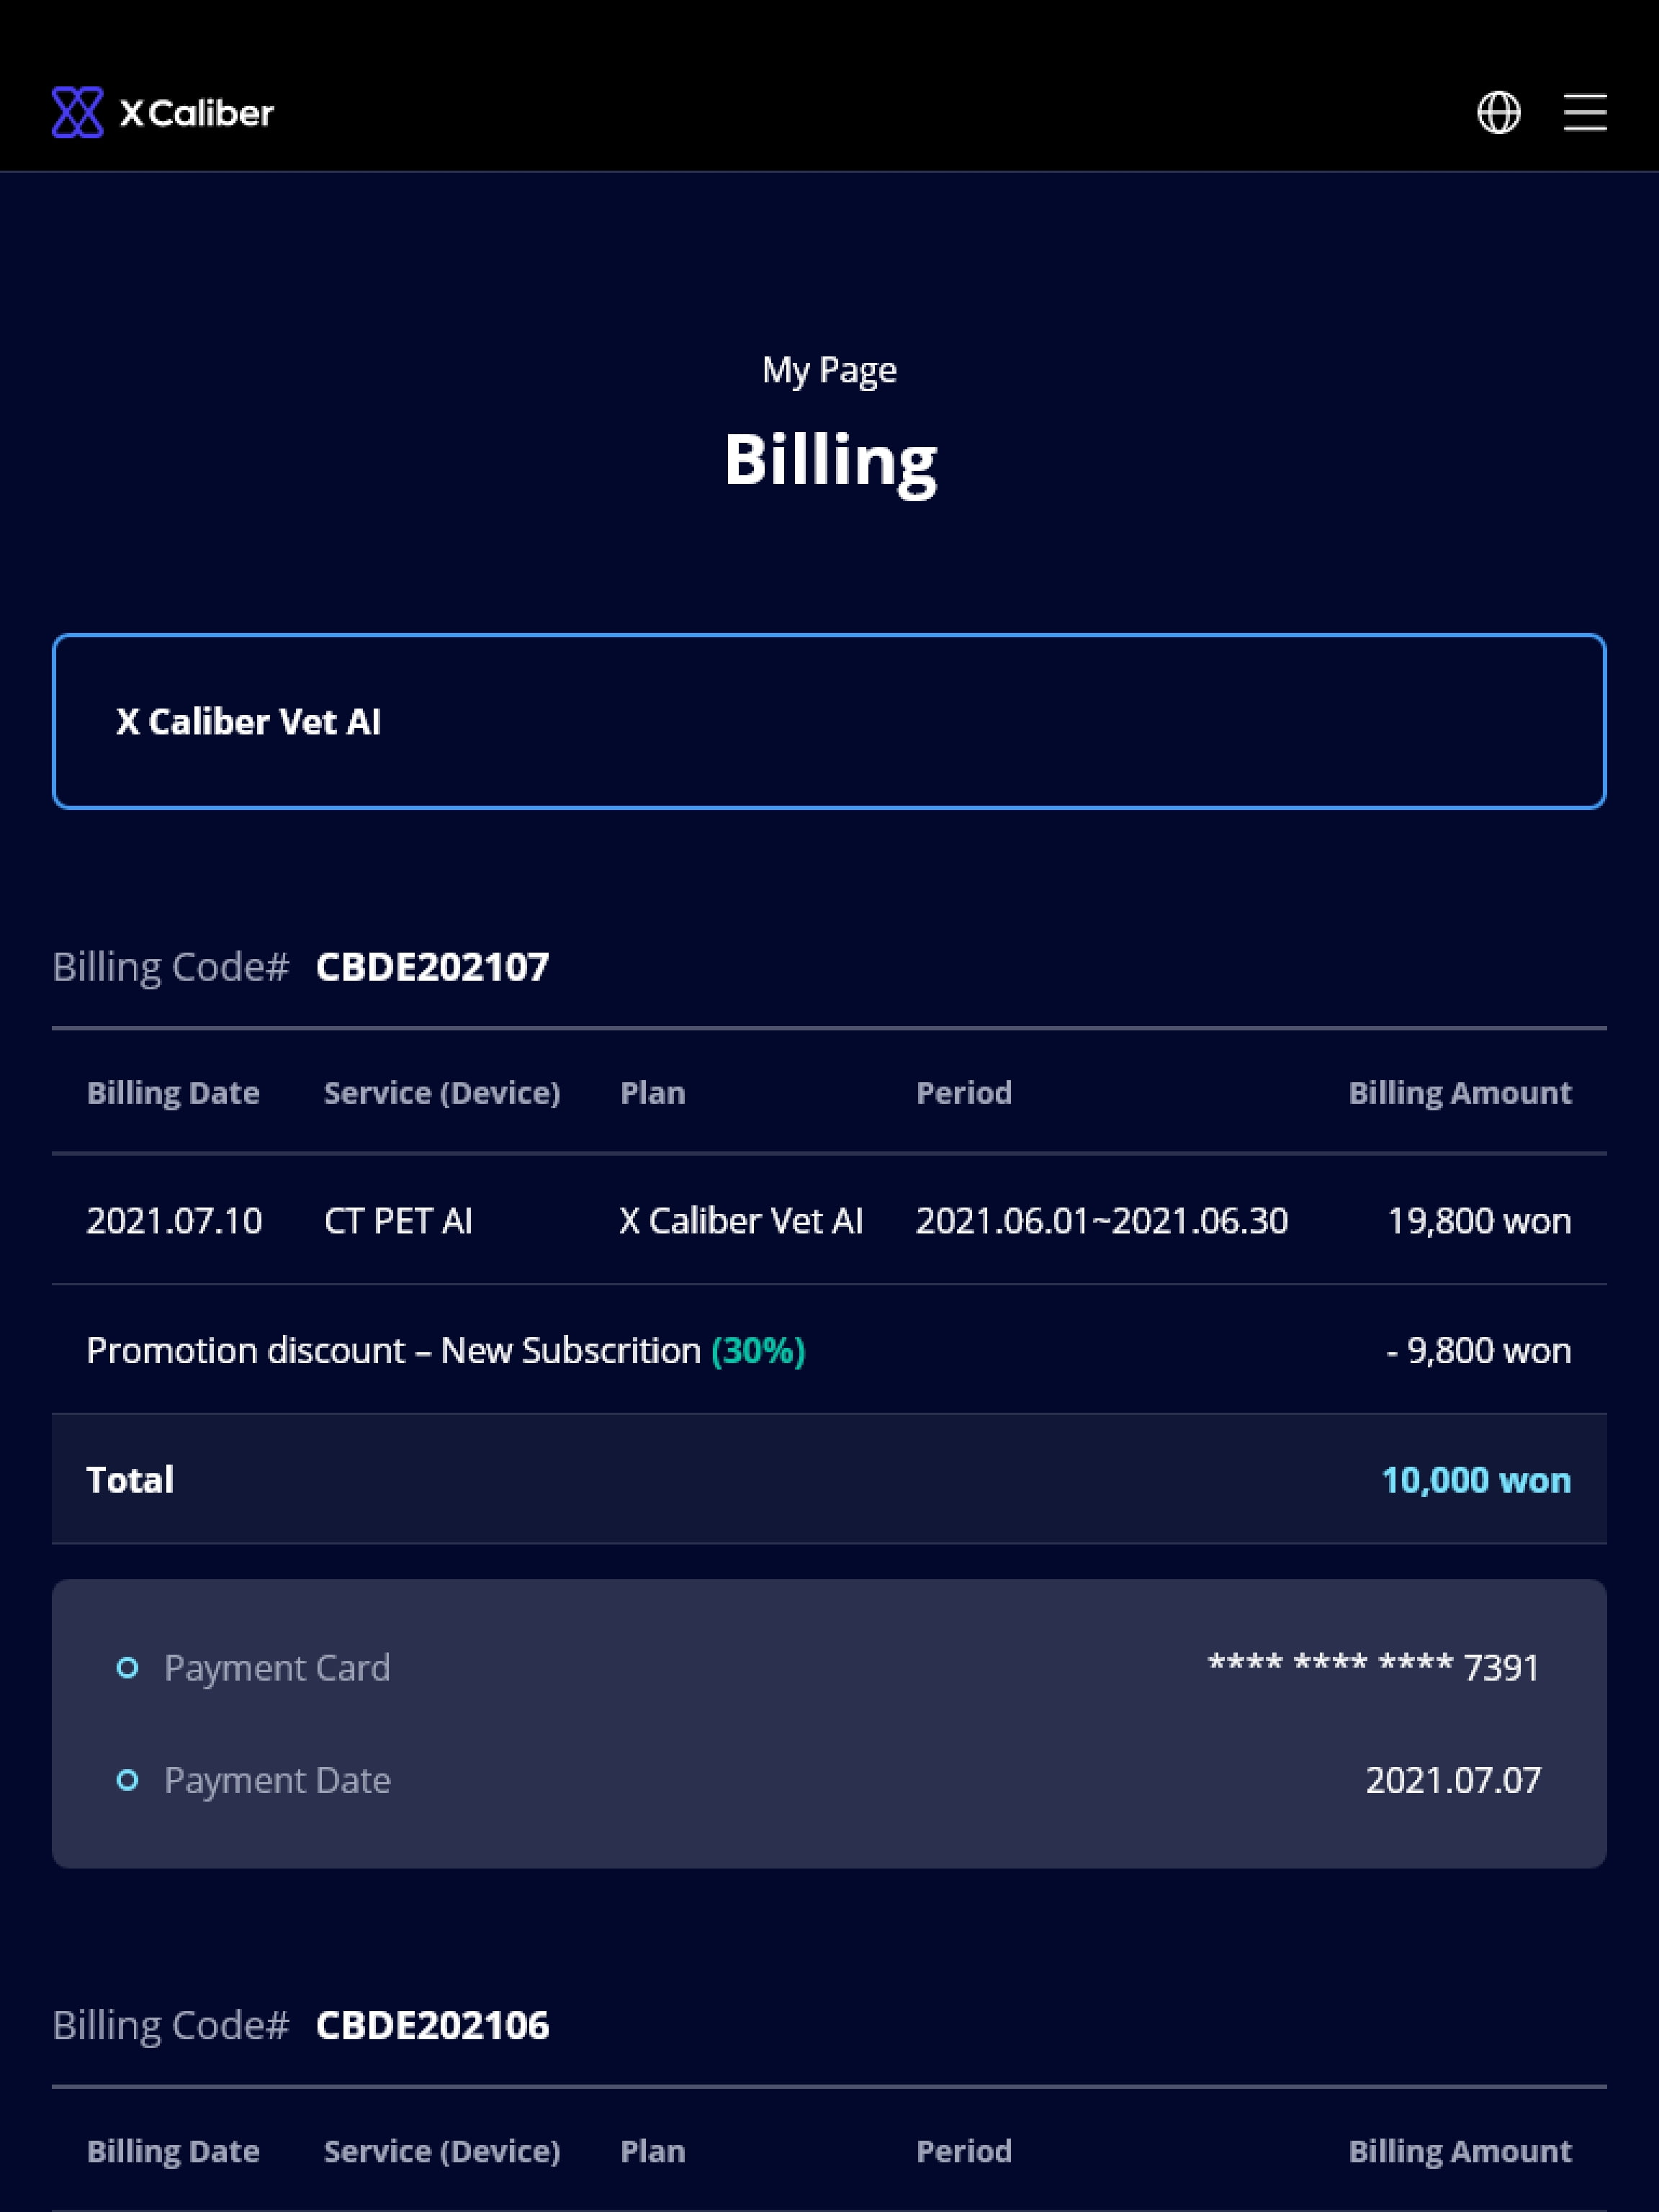 X Caliber
My Page
Billing
X Caliber Vet AI
Billing Code# CBDE202107
Billing Date Service (Device) Plan Period Billing Amount
2021.07.10 CT PET AI X Caliber Vet AI 2021.06.01~2021.06.30 19,800 won
Promotion discount – New Subscrition (30%) - 9,800 won
Total 10,000 won
Payment Card **** **** **** 7391
Payment Date 2021.07.07
Billing Code# CBDE202106
Billing Date Service (Device) Plan Period Billing Amount